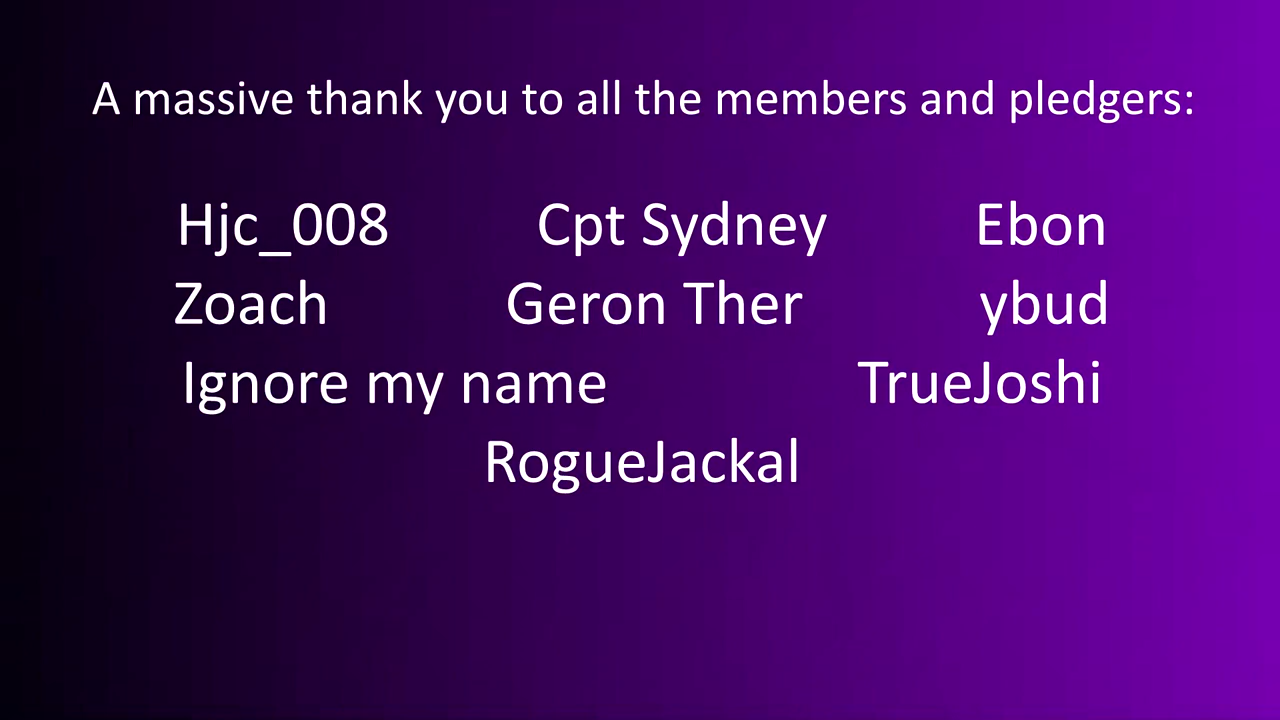 A massive thank you to all the members and pledgers:
Hjc_008 Cpt Sydney Ebon
Zoach Geron Ther ybud
Ignore my name TrueJoshi
RogueJackal